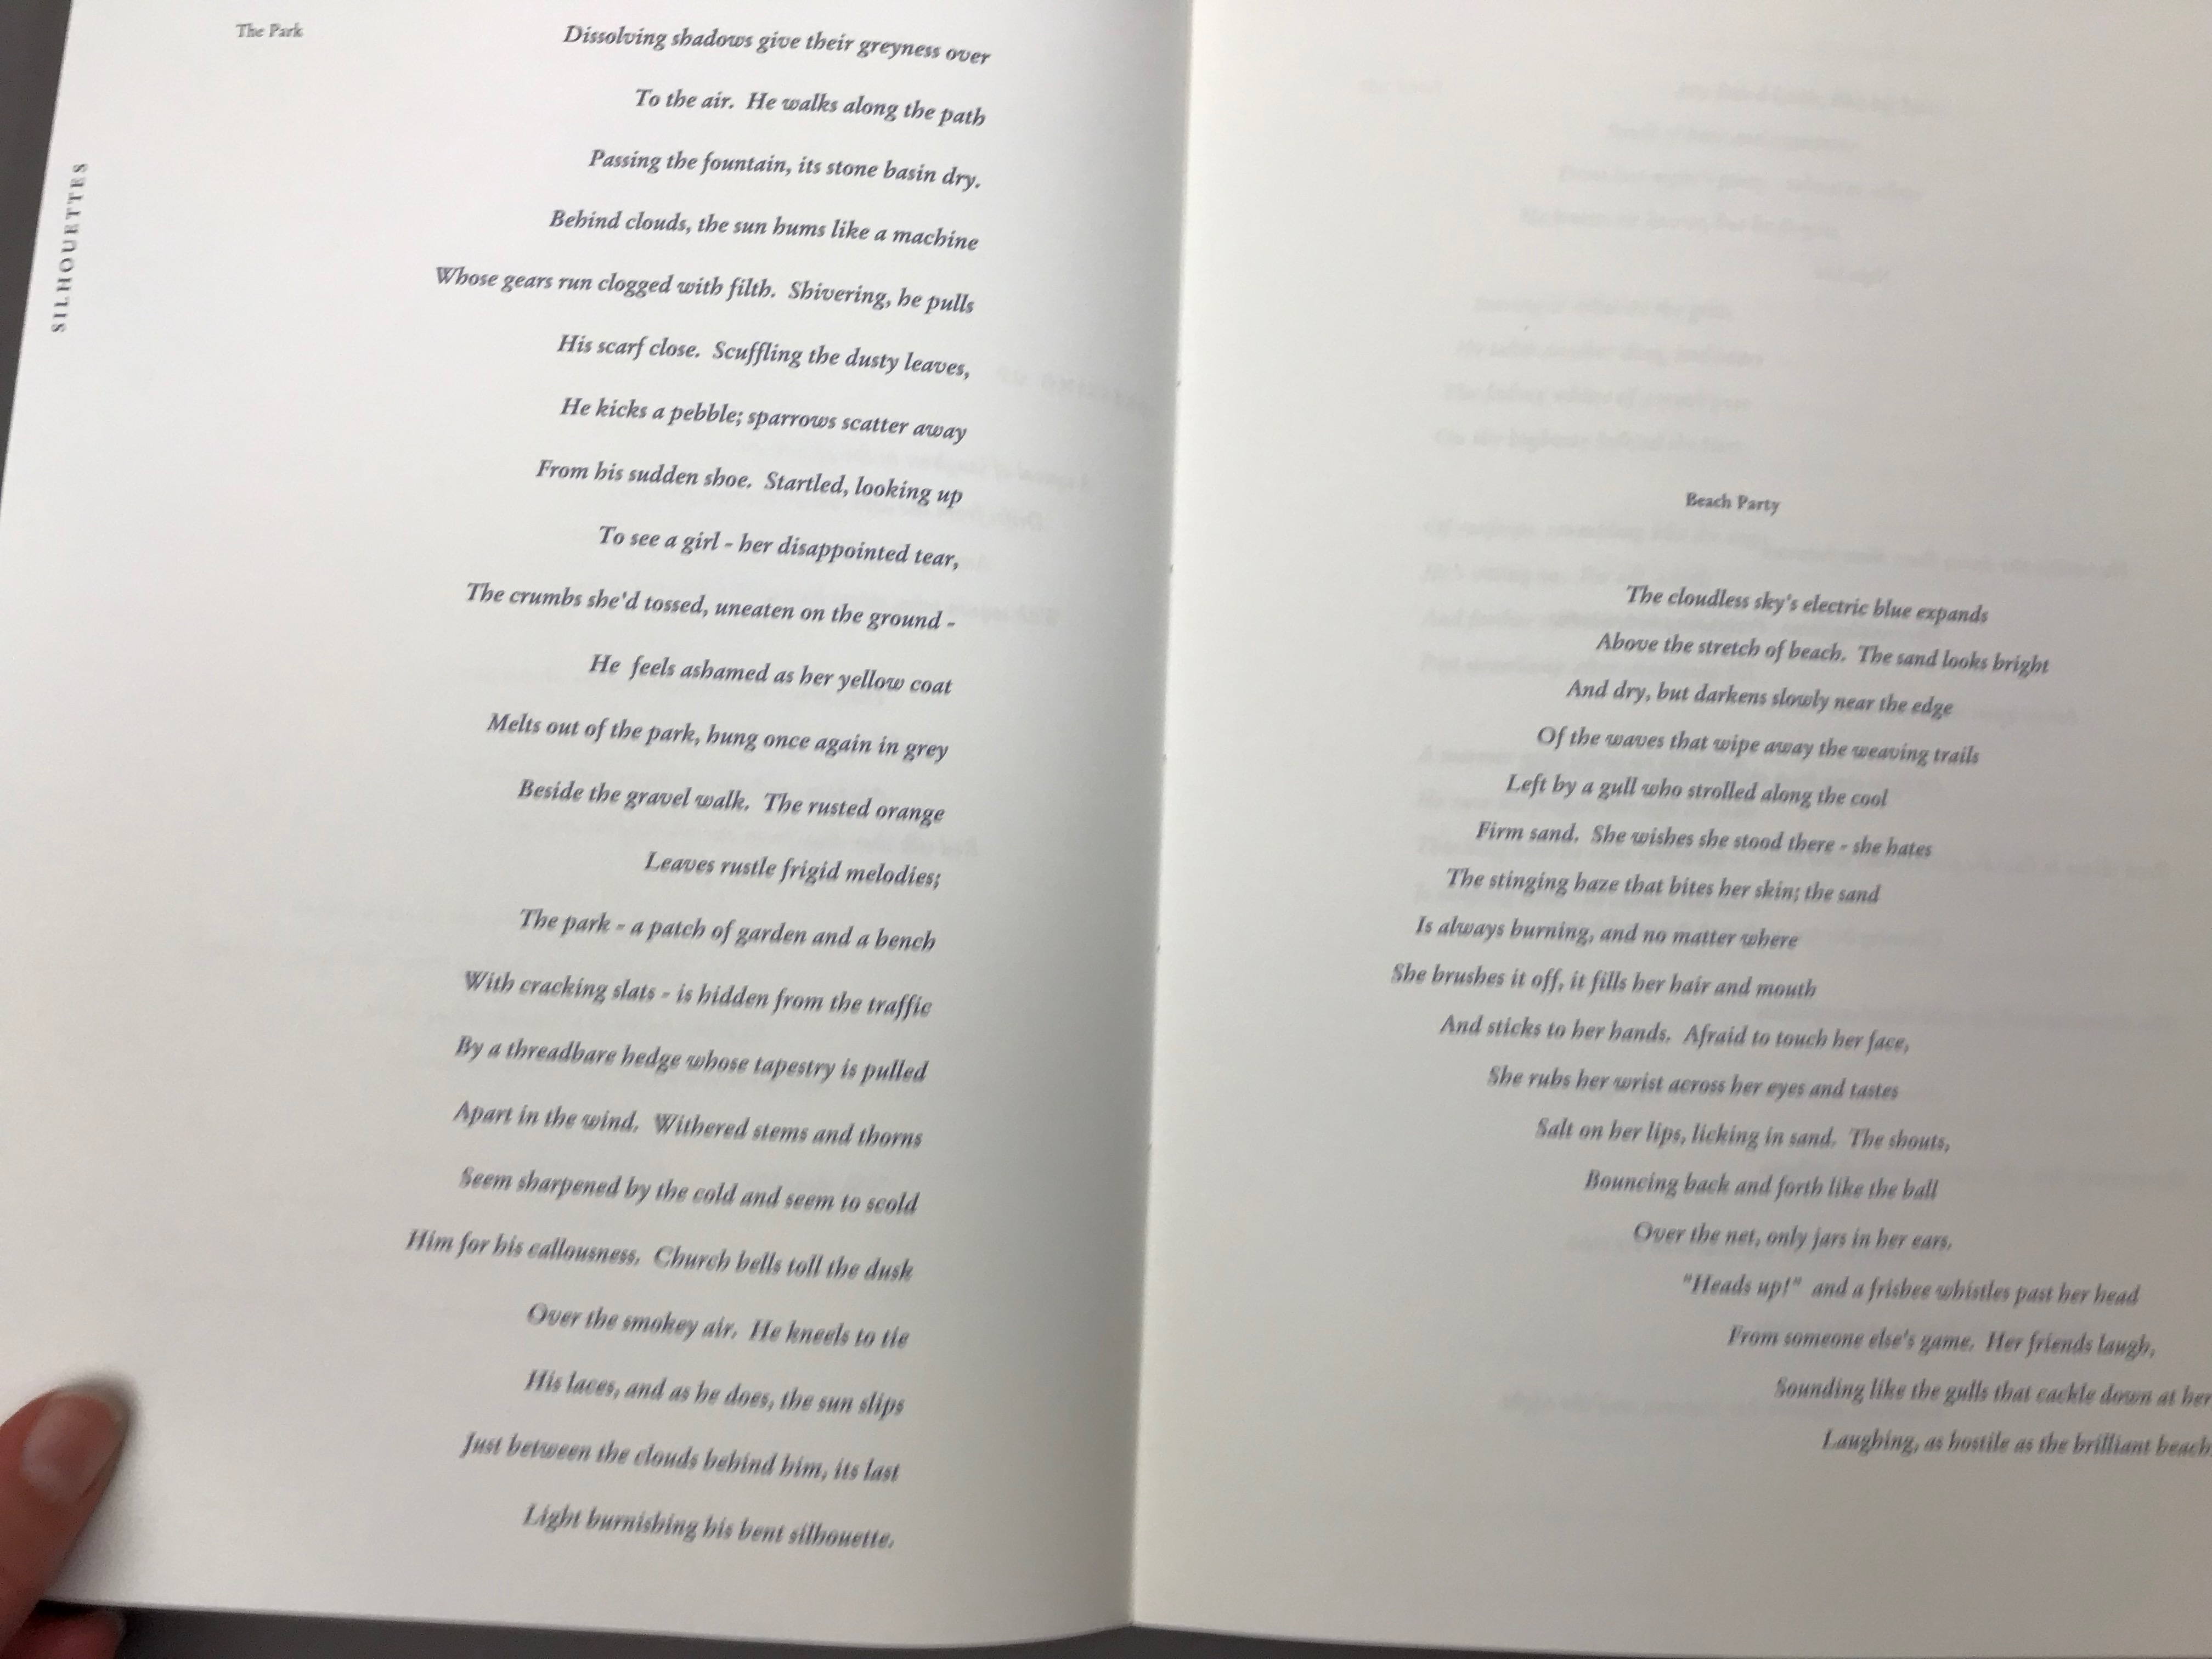 SILHOUETTES
The Park
Dissolving shadows give their greyness over
To the air. He walks along the path
Passing the fountain, its stone basin dry.
Behind clouds, the sun hums like a machine
Whose gears run clogged with filth. Shivering, he pulls
His scarf close. Scuffling the dusty leaves,
He kicks a pebble; sparrows scatter away
From his sudden shoe. Startled, looking up
To see a girl - her disappointed tear,
The crumbs she'd tossed, uneaten on the ground -
He feels ashamed as her yellow coat
Melts out of the park, hung once again in grey
Beside the gravel walk. The rusted orange
Leaves rustle frigid melodies;
The park - a patch of garden and a bench
With cracking slats - is hidden from the traffic
By a threadbare hedge whose tapestry is pulled
Apart in the wind. Withered stems and thorns
Seem sharpened by the cold and seem to scold
Him for his callousness. Church bells toll the dusk
Over the smokey air. He kneels to tie
His laces, and as he does, the sun slips
Just between the clouds behind him, its last
Light burnishing his bent silhouette.
Beach Party
The cloudless sky's electric blue expands
Above the stretch of beach. The sand looks bright
And dry, but darkens slowly near the edge
Of the waves that wipe away the weaving trails
Left by a gull who strolled along the cool
Firm sand. She wishes she stood there - she hates
The stinging haze that bites her skin; the sand
Is always burning, and no matter where
She brushes it off, it fills her hair and mouth
And sticks to her hands. Afraid to touch her face,
She rubs her wrist across her eyes and tastes
Salt on her lips, licking in sand. The shouts,
Bouncing back and forth like the ball
Over the net, only jars in her ears.
"Heads up!" and a frisbee whistles past her head
From someone else's game. Her friends laugh,
Sounding like the gulls that cackle down at her
Laughing, as hostile as the brilliant beach